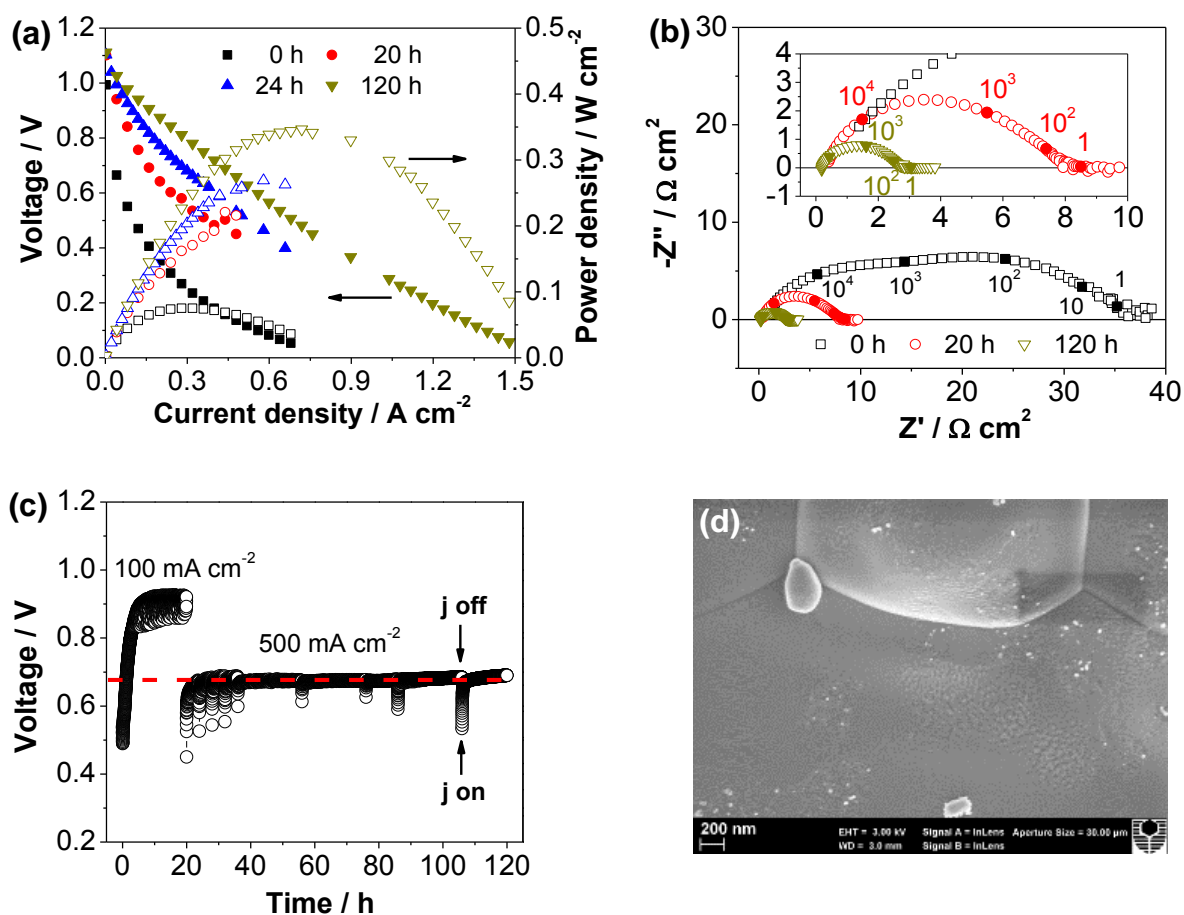 (a)
1.2
1.0
0.8
0.6
0.4
0.2
0.0
Voltage / V
0 h
20 h
24 h
120 h
0.5
0.4
0.3
0.2
0.1
0.0
Power density / W cm⁻²
0.0 0.3 0.6 0.9 1.2 1.5
Current density / A cm⁻²
(b)
30
20
10
0
-Z" / Ω cm²
4
3
2
1
0
-1
0 2 4 6 8 10
10⁴
10³
10²
1
10³
10²
1
10⁴
10³
10²
10
1
0 h
20 h
120 h
0 10 20 30 40
Z' / Ω cm²
(c)
1.2
1.0
0.8
0.6
0.4
0.2
Voltage / V
100 mA cm⁻²
500 mA cm⁻²
j off
j on
0 20 40 60 80 100 120
Time / h
(d)
200 nm
EHT = 3.00 kV Signal A = InLens Aperture Size = 30.00 µm
WD = 3.0 mm Signal B = InLens